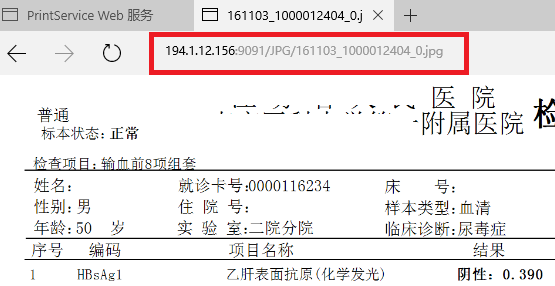 PrintService Web 服务
161103_1000012404_0.j
194.1.12.156:9091/JPG/161103_1000012404_0.jpg
医 院
普通
附属医院
检
标本状态: 正常
检查项目: 输血前8项组套
姓名: 就诊卡号:0000116234 床 号:
性别: 男 住 院 号: 样本类型: 血清
年龄: 50 岁 实 验 室: 二院分院 临床诊断: 尿毒症
序号 编码 项目名称 结果
1 HBsAg1 乙肝表面抗原(化学发光) 阴性: 0.390